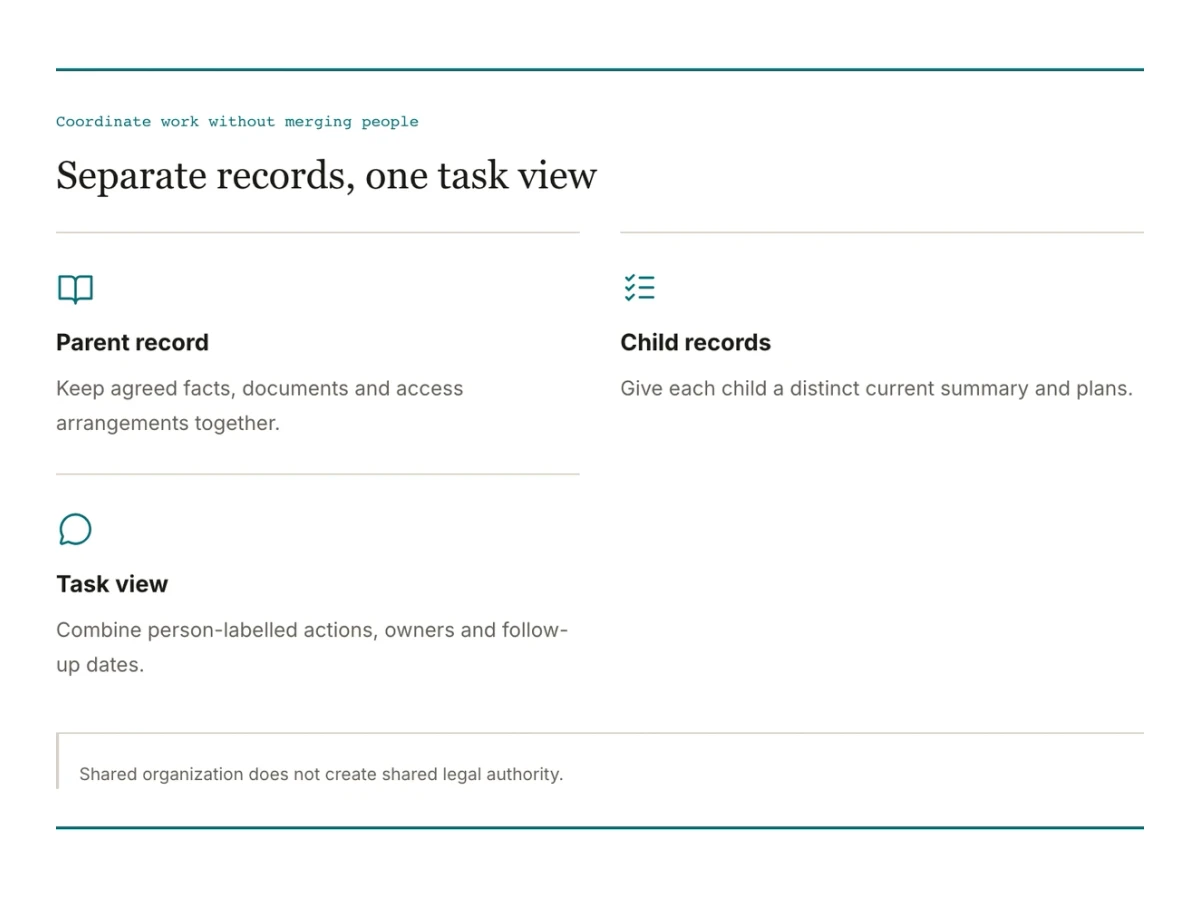 Coordinate work without merging people
Separate records, one task view
Parent record
Keep agreed facts, documents and access
arrangements together.
Child records
Give each child a distinct current summary and plans.
Task view
Combine person-labelled actions, owners and follow-
up dates.
Shared organization does not create shared legal authority.